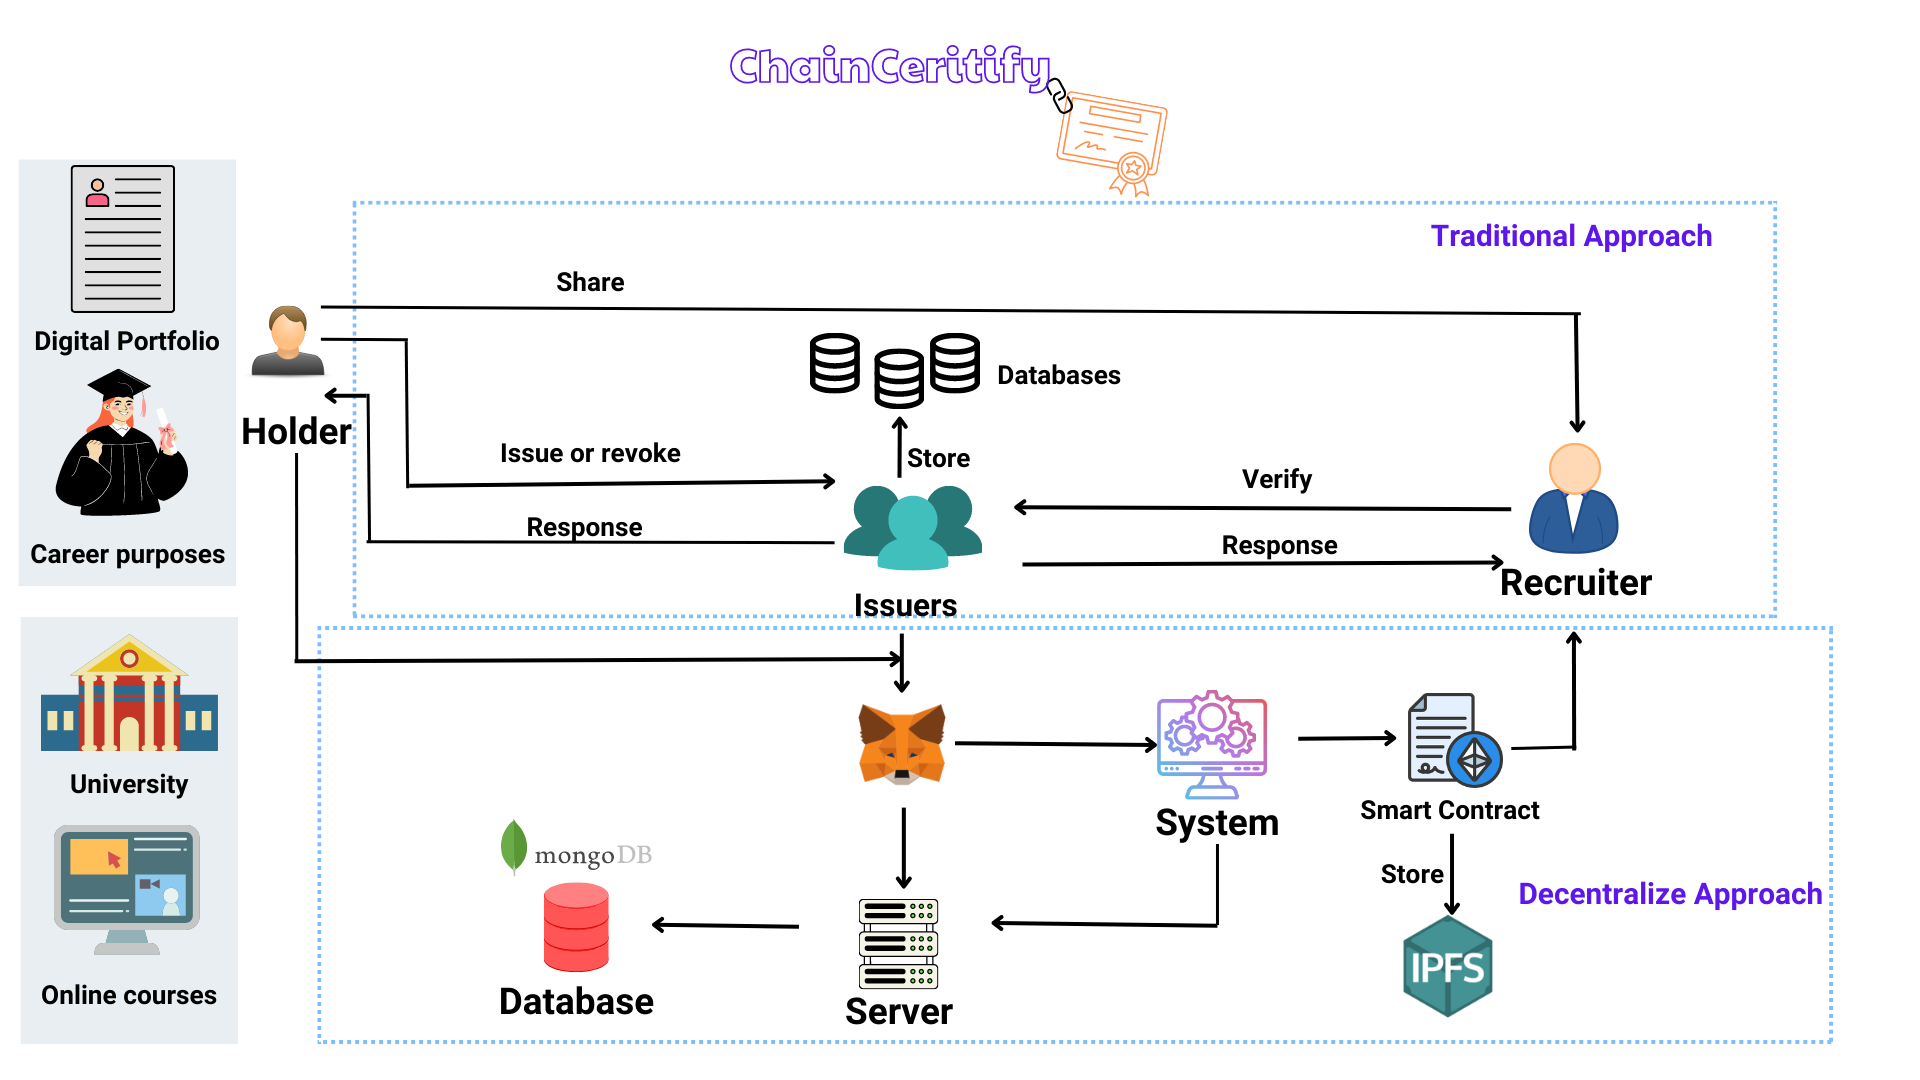 ChainCeritify
Traditional Approach
Share
Digital Portfolio
Databases
Holder
Issue or revoke
Store
Verify
Response
Response
Career purposes
Recruiter
Issuers
University
System
Smart Contract
mongoDB
Store
Decentralize Approach
IPFS
Online courses
Database
Server